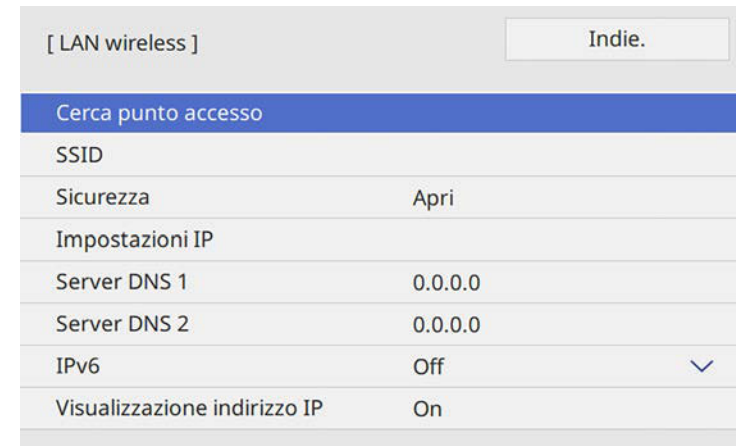 [ LAN wireless ]
Indie.
Cerca punto accesso
SSID
Sicurezza Apri
Impostazioni IP
Server DNS 1 0.0.0.0
Server DNS 2 0.0.0.0
IPv6 Off
Visualizzazione indirizzo IP On